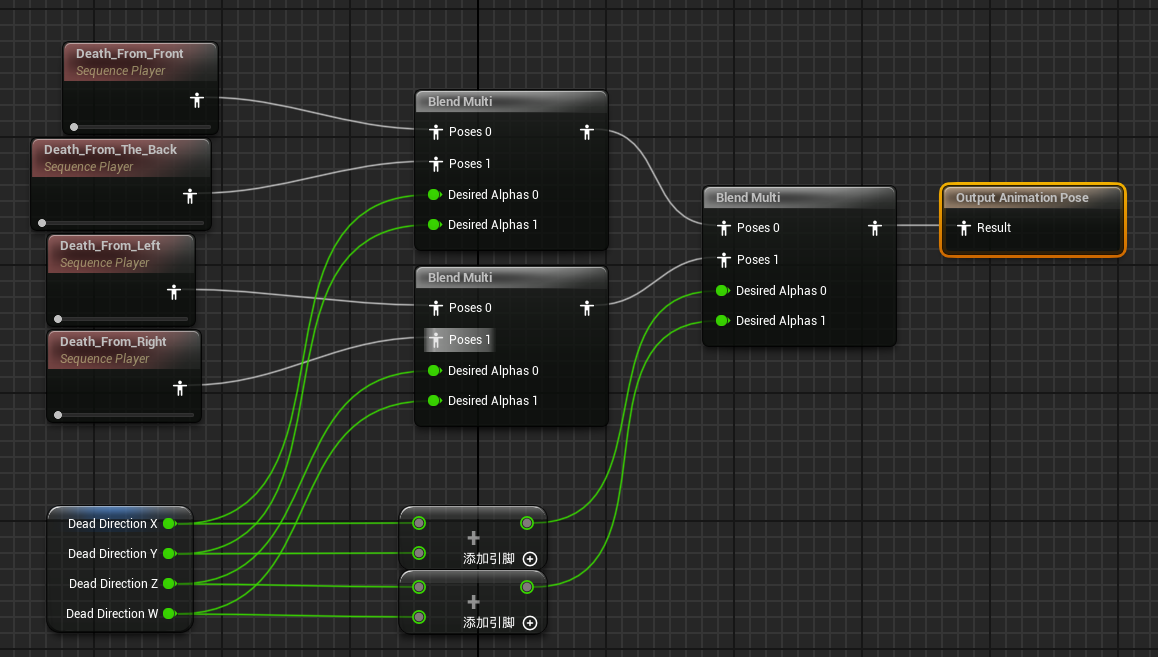 Death_From_Front
Sequence Player
Death_From_The_Back
Sequence Player
Death_From_Left
Sequence Player
Death_From_Right
Sequence Player
Blend Multi
Poses 0
Poses 1
Desired Alphas 0
Desired Alphas 1
Blend Multi
Poses 0
Poses 1
Desired Alphas 0
Desired Alphas 1
Blend Multi
Poses 0
Poses 1
Desired Alphas 0
Desired Alphas 1
Output Animation Pose
Result
Dead Direction X
Dead Direction Y
Dead Direction Z
Dead Direction W
添加引脚
添加引脚